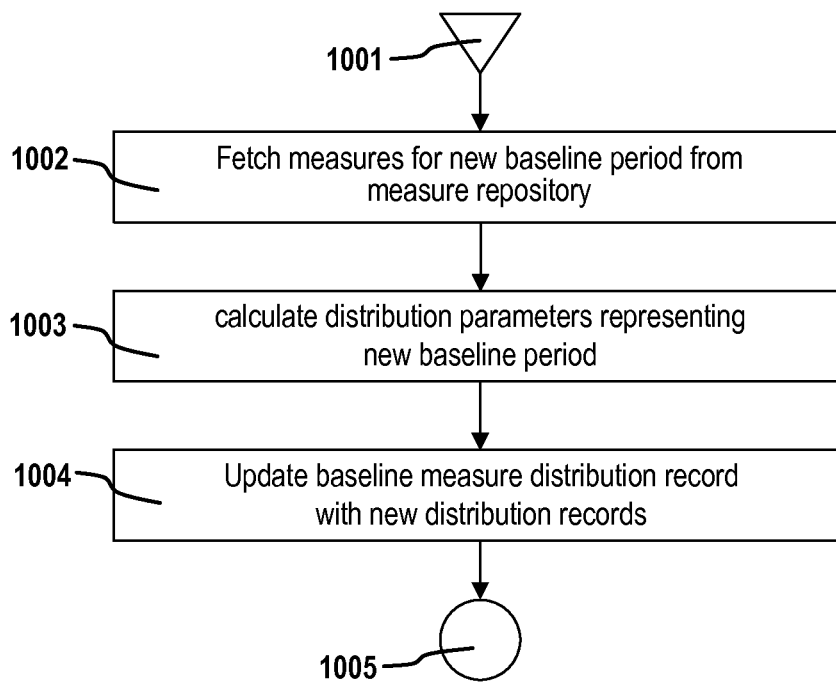 1001
1002
Fetch measures for new baseline period from
measure repository
1003
calculate distribution parameters representing
new baseline period
1004
Update baseline measure distribution record
with new distribution records
1005